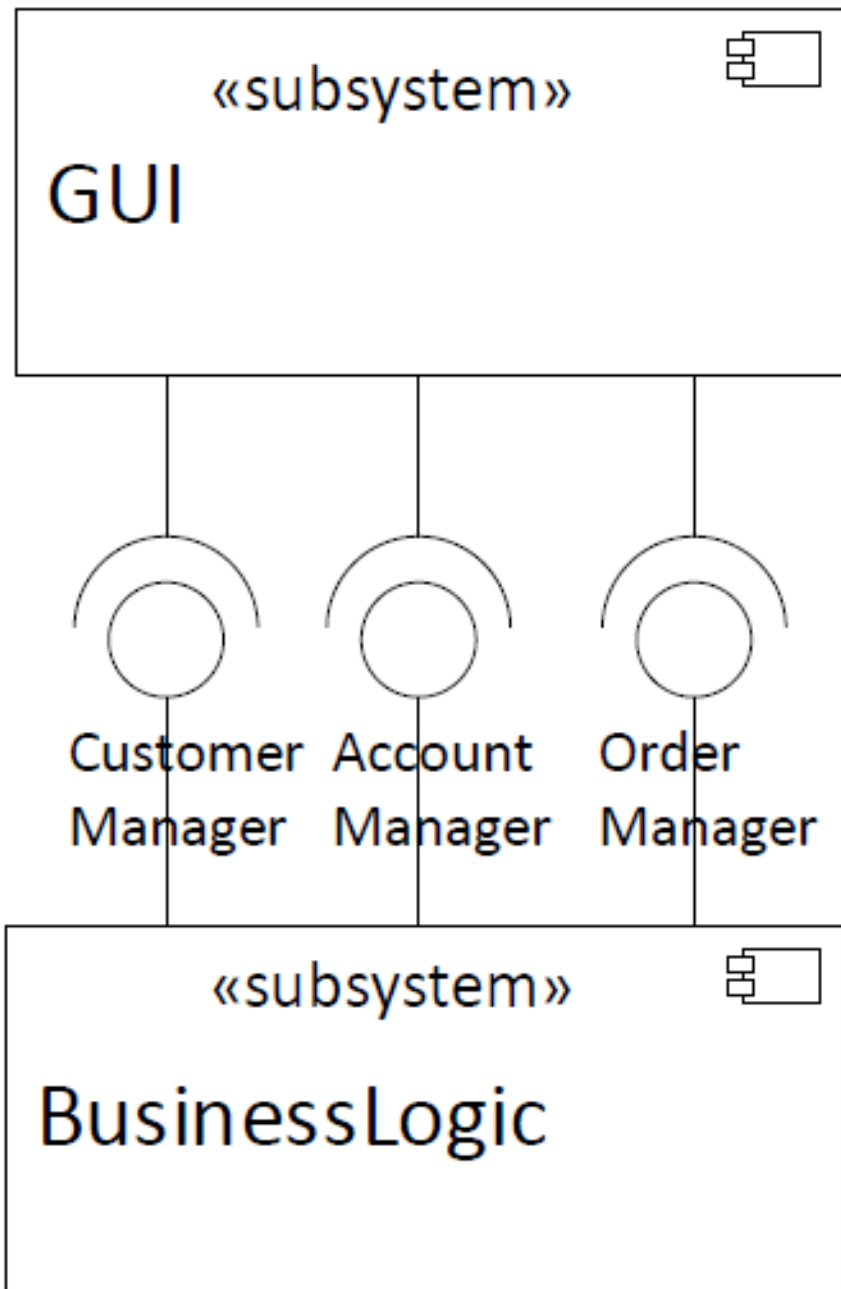 «subsystem»
GUI
Customer
Manager
Account
Manager
Order
Manager
«subsystem»
BusinessLogic